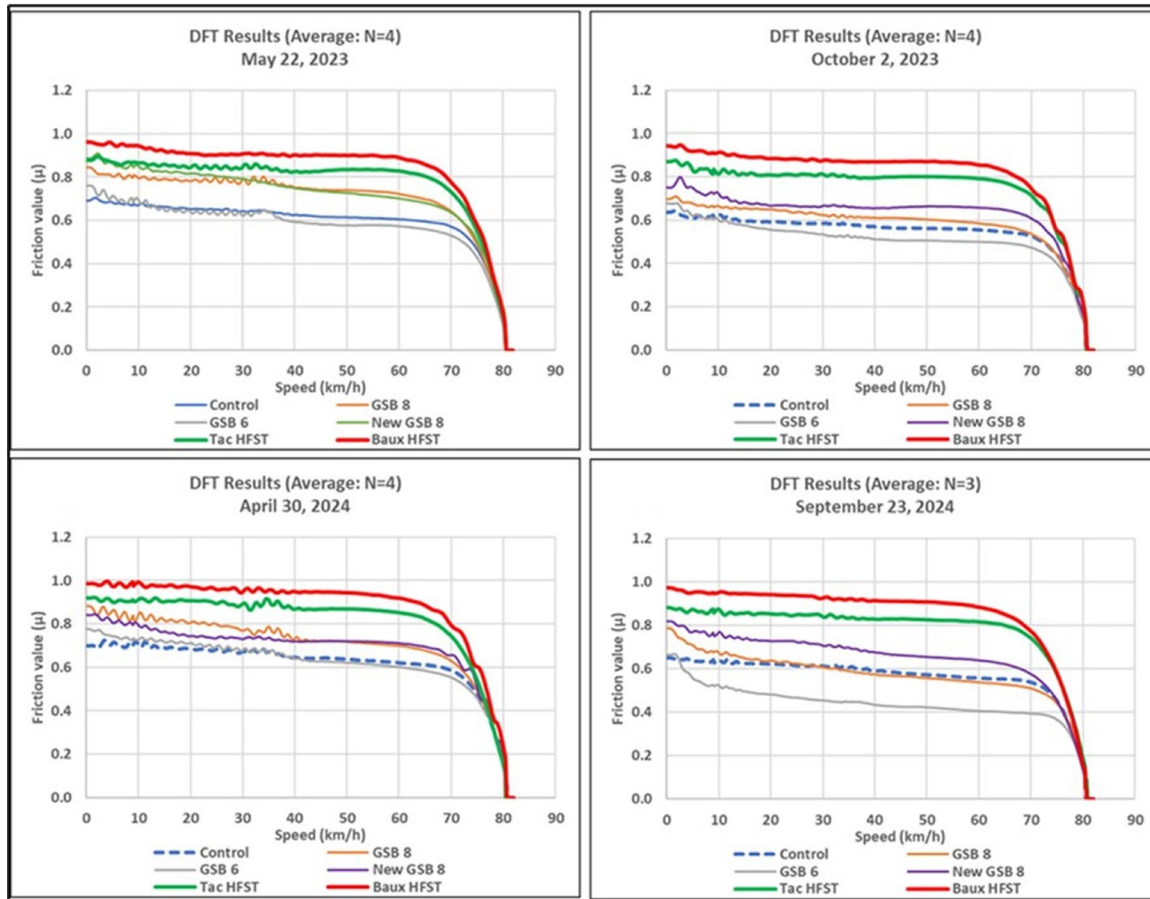 DFT Results (Average: N=4)
May 22, 2023
1.2
1.0
0.8
0.6
0.4
0.2
0.0
Friction value (μ)
0 10 20 30 40 50 60 70 80 90
Speed (km/h)
Control GSB 8
GSB 6 New GSB 8
Tac HFST Baux HFST
DFT Results (Average: N=4)
October 2, 2023
1.2
1.0
0.8
0.6
0.4
0.2
0.0
Friction value (μ)
0 10 20 30 40 50 60 70 80 90
Speed (km/h)
Control GSB 8
GSB 6 New GSB 8
Tac HFST Baux HFST
DFT Results (Average: N=4)
April 30, 2024
1.2
1.0
0.8
0.6
0.4
0.2
0.0
Friction value (μ)
0 10 20 30 40 50 60 70 80 90
Speed (km/h)
Control GSB 8
GSB 6 New GSB 8
Tac HFST Baux HFST
DFT Results (Average: N=3)
September 23, 2024
1.2
1.0
0.8
0.6
0.4
0.2
0.0
Friction value (μ)
0 10 20 30 40 50 60 70 80 90
Speed (km/h)
Control GSB 8
GSB 6 New GSB 8
Tac HFST Baux HFST